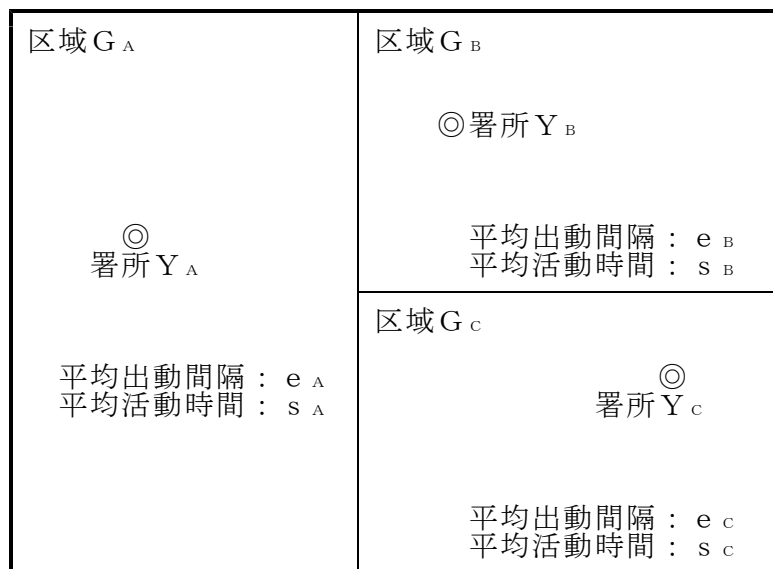 区域ＧA
◎
署所ＹA
平均出動間隔：ｅA
平均活動時間：ｓA
区域ＧB
◎署所ＹB
平均出動間隔：ｅB
平均活動時間：ｓB
区域ＧC
◎
署所ＹC
平均出動間隔：ｅC
平均活動時間：ｓC